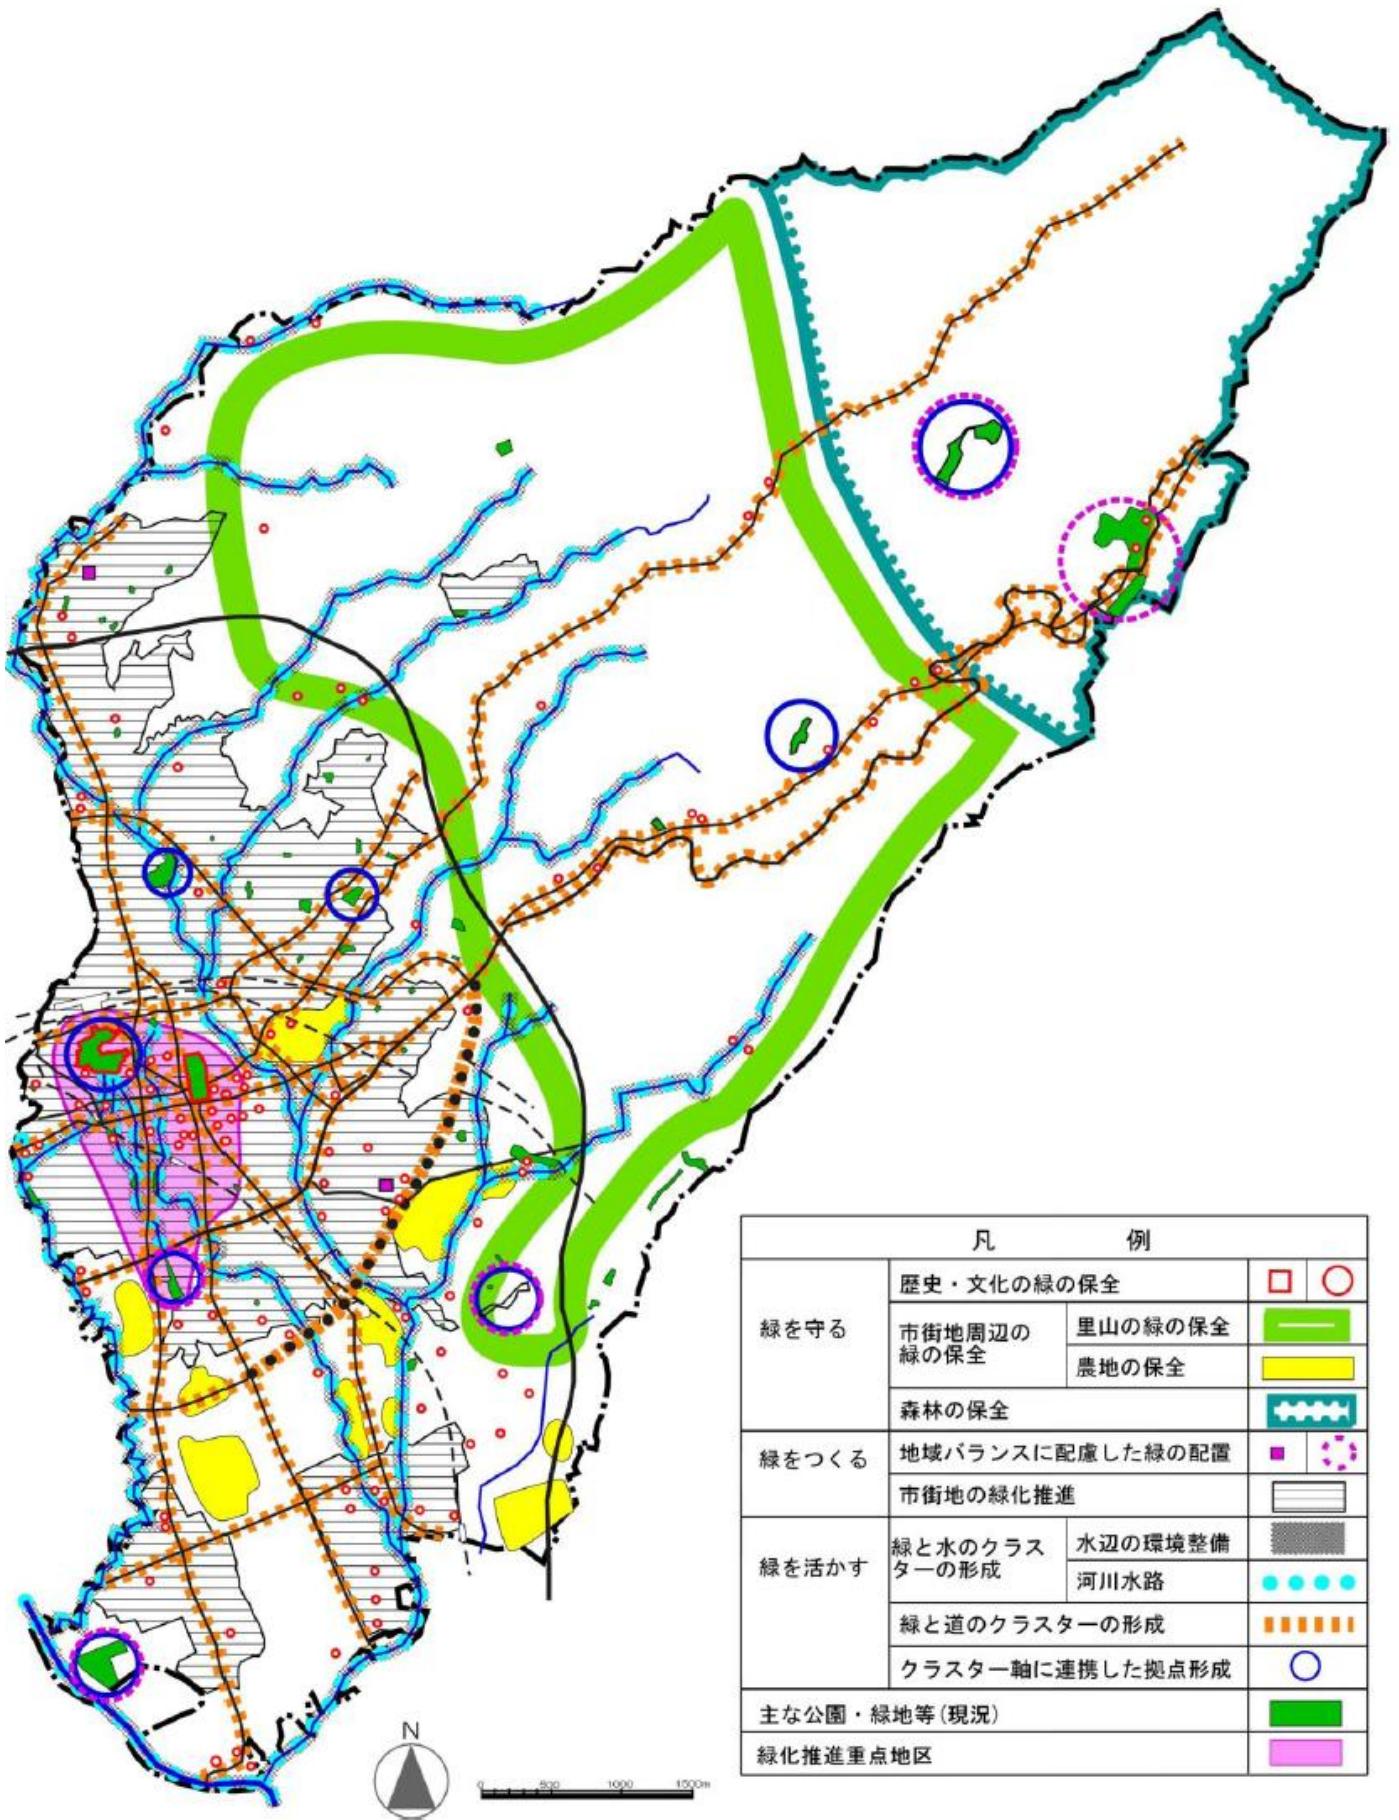 凡 例
緑を守る
歴史・文化の緑の保全
市街地周辺の
緑の保全
里山の緑の保全
農地の保全
森林の保全
緑をつくる
地域バランスに配慮した緑の配置
市街地の緑化推進
緑を活かす
緑と水のクラス
ターの形成
水辺の環境整備
河川水路
緑と道のクラスターの形成
クラスター軸に連携した拠点形成
主な公園・緑地等(現況)
緑化推進重点地区
N
0 500 1000 1500m